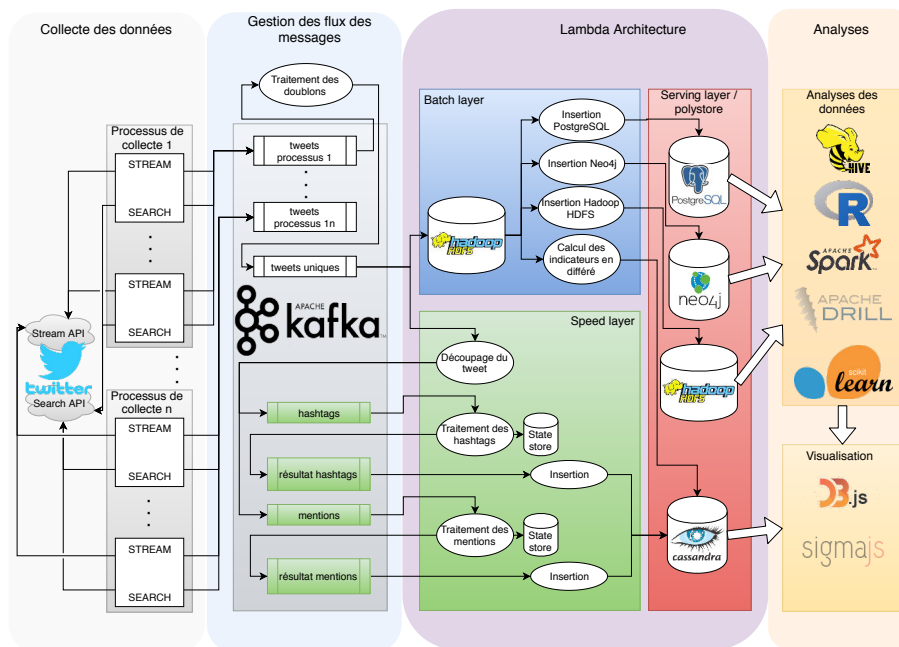 Collecte des données
Gestion des flux des
messages
Lambda Architecture
Analyses
Processus de
collecte 1
STREAM
SEARCH
STREAM
SEARCH
Stream API
twitter
Search API
Processus de
collecte n
STREAM
SEARCH
STREAM
SEARCH
Traitement des
doublons
tweets
processus 1
tweets
processus 1n
tweets uniques
APACHE
kafka
hashtags
résultat hashtags
mentions
résultat mentions
Batch layer
hadoop
HDFS
Insertion
PostgreSQL
Insertion Neo4j
Insertion Hadoop
HDFS
Calcul des
indicateurs en
différé
Speed layer
Découpage du
tweet
Traitement des
hashtags
State
store
Insertion
Traitement des
mentions
State
store
Insertion
Serving layer /
polystore
PostgreSQL
neo4j
hadoop
HDFS
cassandra
Analyses des
données
HIVE
R
APACHE
Spark
APACHE
DRILL
scikit
learn
Visualisation
D3.js
sigmajs